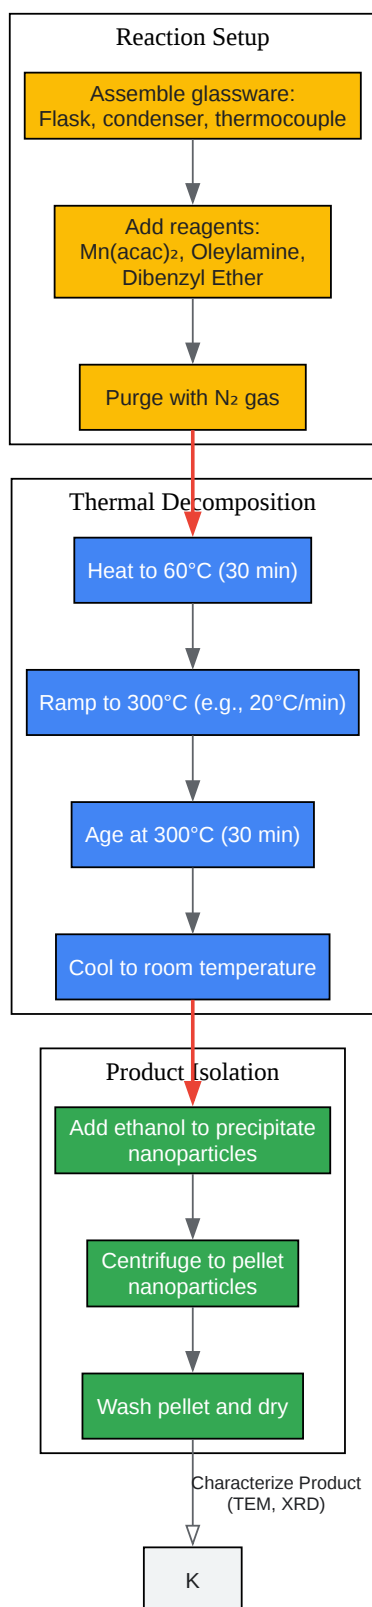 Reaction Setup
Assemble glassware:
Flask, condenser, thermocouple
Add reagents:
Mn(acac)₂, Oleylamine,
Dibenzyl Ether
Purge with N₂ gas
Thermal Decomposition
Heat to 60°C (30 min)
Ramp to 300°C (e.g., 20°C/min)
Age at 300°C (30 min)
Cool to room temperature
Product Isolation
Add ethanol to precipitate
nanoparticles
Centrifuge to pellet
nanoparticles
Wash pellet and dry
Characterize Product
(TEM, XRD)
K